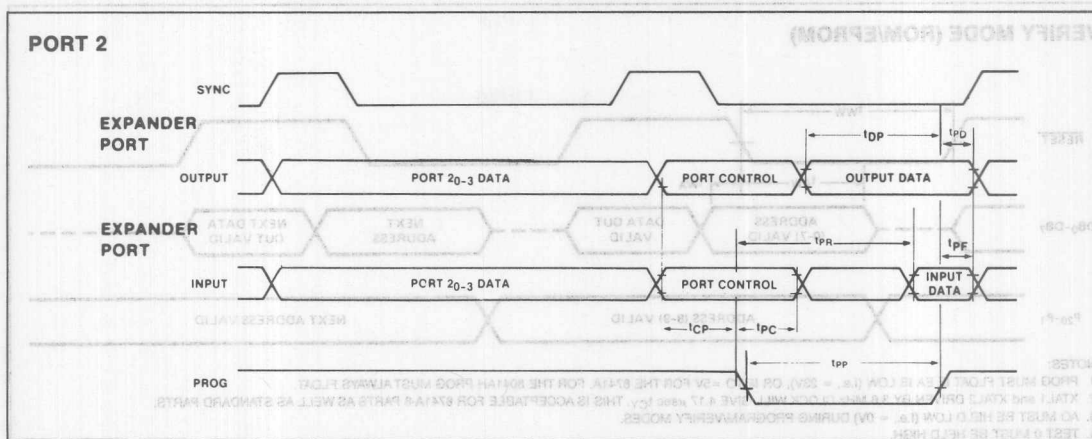 PORT 2
SYNC
EXPANDER
PORT
OUTPUT
PORT 2₀₋₃ DATA
PORT CONTROL
OUTPUT DATA
tDP
tPD
EXPANDER
PORT
INPUT
PORT 2₀₋₃ DATA
PORT CONTROL
INPUT
DATA
tPR
tPF
tCP
tPC
tPP
PROG